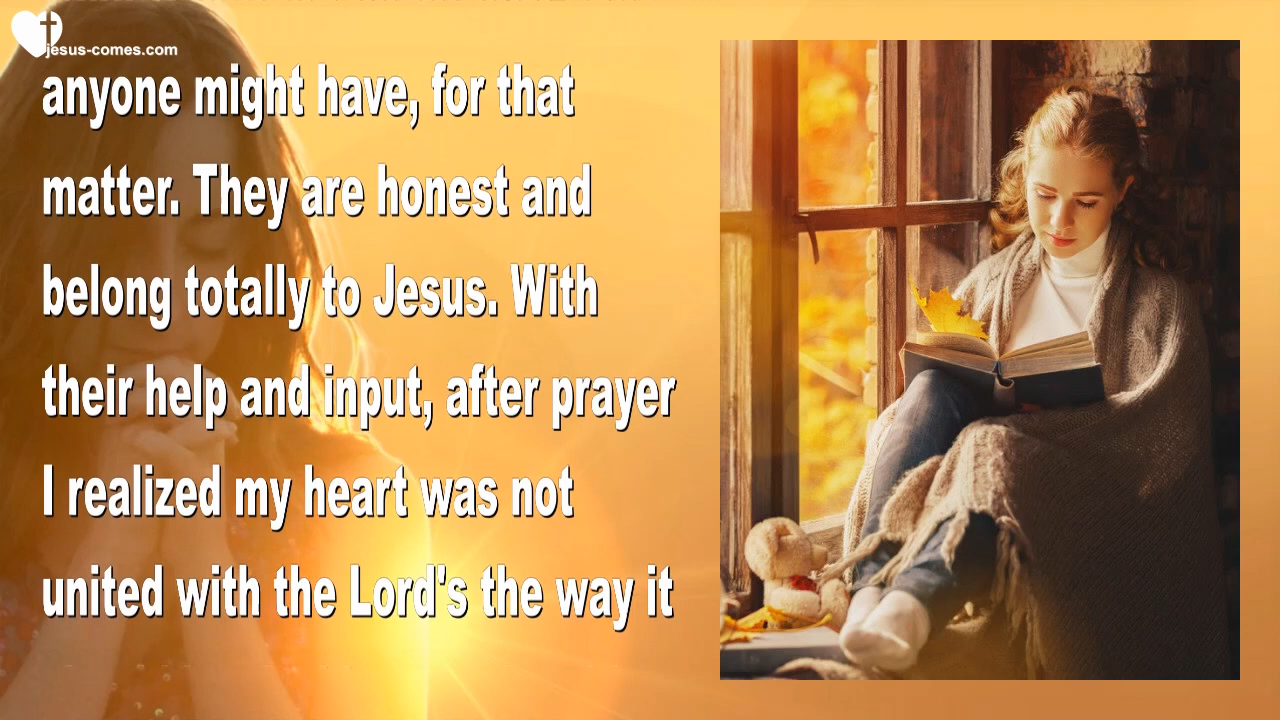 jesus-comes.com
anyone might have, for that
matter. They are honest and
belong totally to Jesus. With
their help and input, after prayer
I realized my heart was not
united with the Lord's the way it